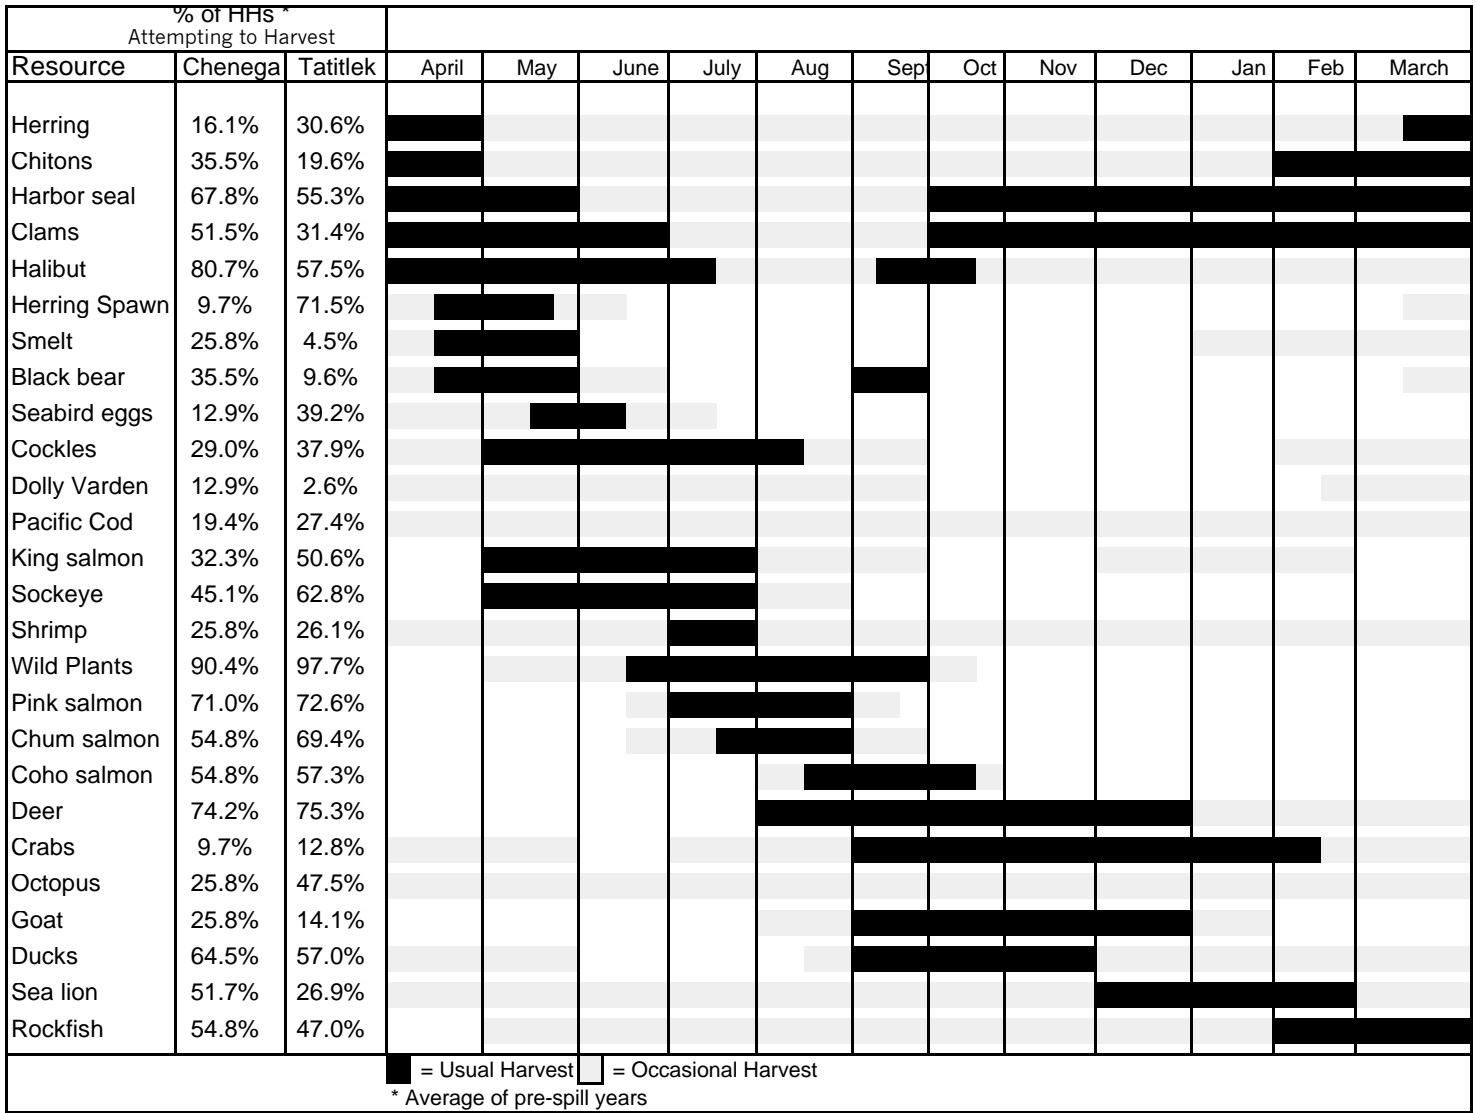 % of HHs *
Attempting to Harvest
Resource Chenega Tatitlek April May June July Aug Sept Oct Nov Dec Jan Feb March
Herring 16.1% 30.6%
Chitons 35.5% 19.6%
Harbor seal 67.8% 55.3%
Clams 51.5% 31.4%
Halibut 80.7% 57.5%
Herring Spawn 9.7% 71.5%
Smelt 25.8% 4.5%
Black bear 35.5% 9.6%
Seabird eggs 12.9% 39.2%
Cockles 29.0% 37.9%
Dolly Varden 12.9% 2.6%
Pacific Cod 19.4% 27.4%
King salmon 32.3% 50.6%
Sockeye 45.1% 62.8%
Shrimp 25.8% 26.1%
Wild Plants 90.4% 97.7%
Pink salmon 71.0% 72.6%
Chum salmon 54.8% 69.4%
Coho salmon 54.8% 57.3%
Deer 74.2% 75.3%
Crabs 9.7% 12.8%
Octopus 25.8% 47.5%
Goat 25.8% 14.1%
Ducks 64.5% 57.0%
Sea lion 51.7% 26.9%
Rockfish 54.8% 47.0%
= Usual Harvest = Occasional Harvest
* Average of pre-spill years